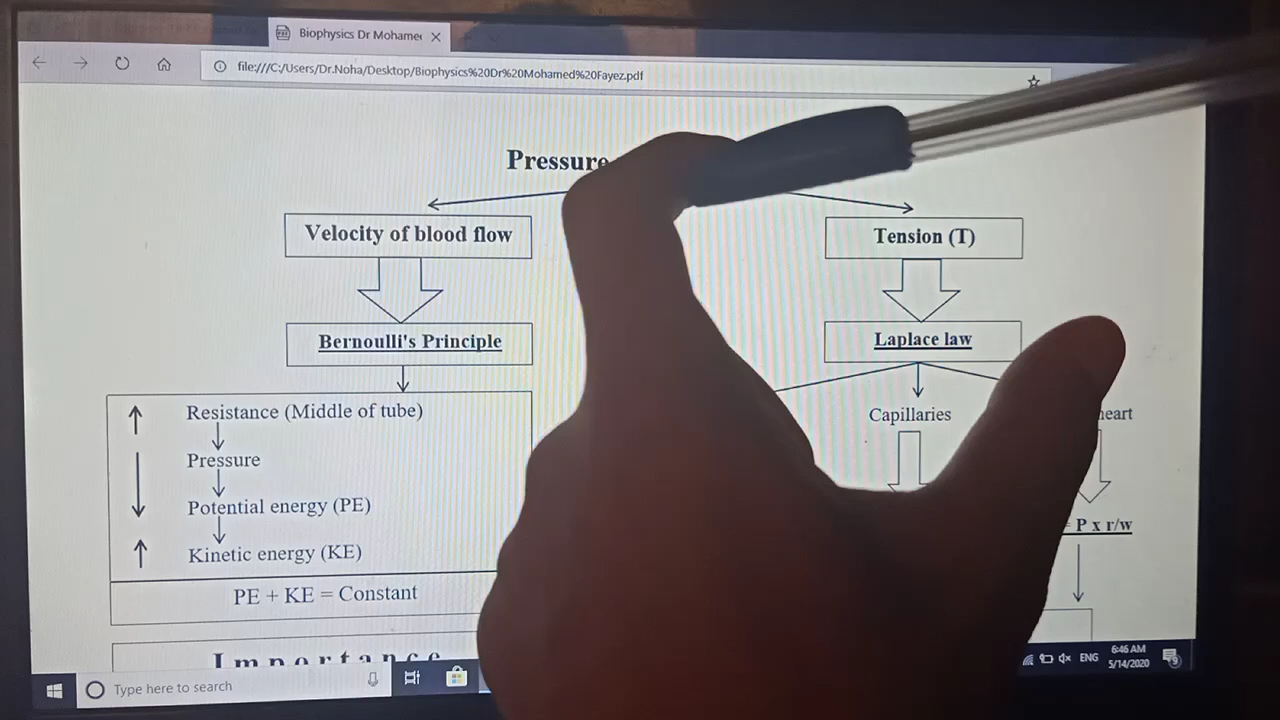 Biophysics Dr Mohame
file:///C:/Users/Dr.Noha/Desktop/Biophysics%20Dr%20Mohamed%20Fayez.pdf
Pressure
Velocity of blood flow
Tension (T)
Bernoulli's Principle
Laplace law
Resistance (Middle of tube)
Capillaries
heart
Pressure
Potential energy (PE)
= P x r/w
Kinetic energy (KE)
PE + KE = Constant
Importance
Type here to search
ENG
6:46 AM
5/14/2020